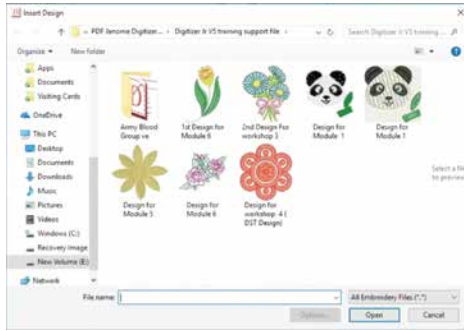 Insert Design
« PDF Janome Digitizer... › Digitizer Jr V5 training support file ›
Search Digitizer Jr V5 training ...
Organize
New folder
Apps
Documents
Visiting Cards
OneDrive
This PC
Desktop
Documents
Downloads
Music
Pictures
Videos
Windows (C:)
Recovery Image
New Volume (E:)
Network
Army Blood
Group ve
1st Design for
Module 6
2nd Design For
workshop 3
Design for
Module 1
Design for
Module 1
Design for
Module 5
Design for
Module 6
Design for
workshop 4 (
DST Design)
Select a file
to preview
File name:
All Embroidery Files (*.*)
Options...
Open
Cancel